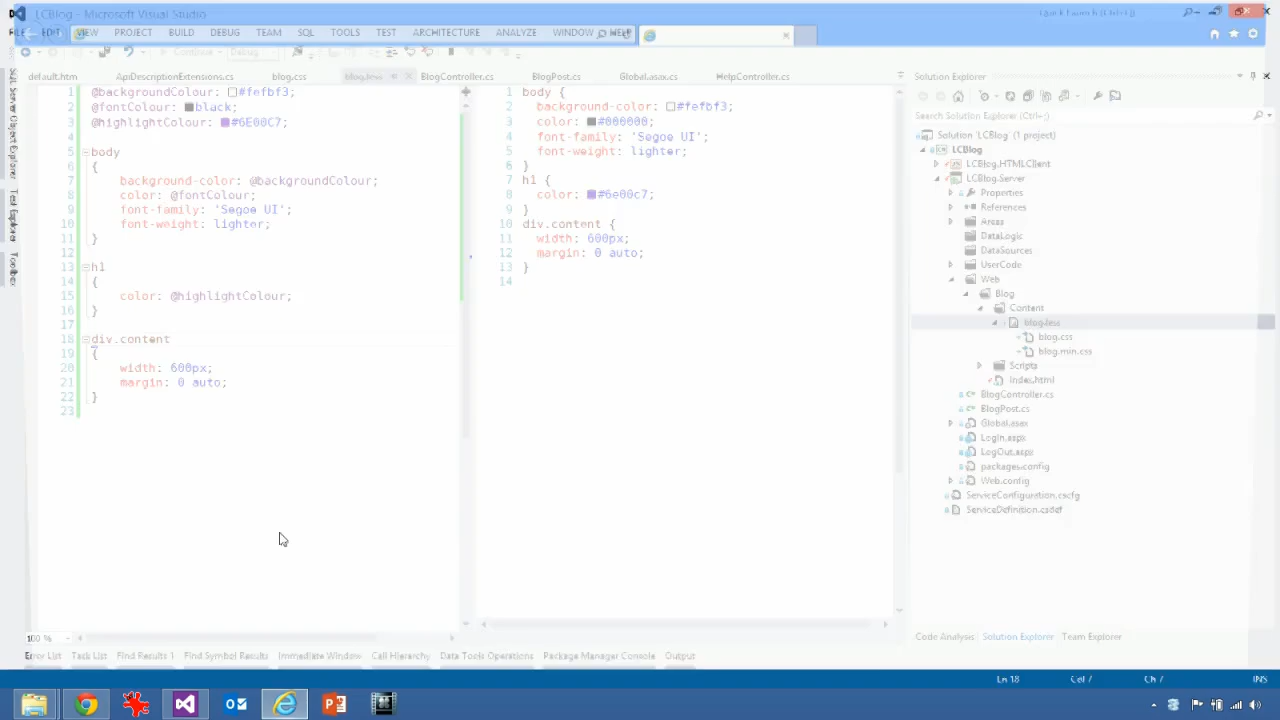 LCBlog - Microsoft Visual Studio
FILE EDIT VIEW PROJECT BUILD DEBUG TEAM SQL TOOLS TEST ARCHITECTURE ANALYZE WINDOW HELP
Continue Debug
default.htm ApiDescriptionExtensions.cs blog.css blog.less BlogController.cs BlogPost.cs Global.asax.cs HelpController.cs
Server Object Explorer
Toolbox
1 @backgroundColour: #fefbf3;
2 @fontColour: black;
3 @highlightColour: #6E00C7;
4
5 body
6 {
7 background-color: @backgroundColour;
8 color: @fontColour;
9 font-family: 'Segoe UI';
10 font-weight: lighter;
11 }
12
13 h1
14 {
15 color: @highlightColour;
16 }
17
18 div.content
19 {
20 width: 600px;
21 margin: 0 auto;
22 }
23
100 %
1 body {
2 background-color: #fefbf3;
3 color: #000000;
4 font-family: 'Segoe UI';
5 font-weight: lighter;
6 }
7 h1 {
8 color: #6e00c7;
9 }
10 div.content {
11 width: 600px;
12 margin: 0 auto;
13 }
14
Solution Explorer
Search Solution Explorer (Ctrl+;)
Solution 'LCBlog' (1 project)
LCBlog
LCBlog.HTMLClient
LCBlog.Server
Properties
References
Areas
DataLogic
DataSources
UserCode
Web
Blog
Content
blog.less
blog.css
blog.min.css
Scripts
Index.html
BlogController.cs
BlogPost.cs
Global.asax
LogIn.aspx
LogOut.aspx
packages.config
Web.config
ServiceConfiguration.cscfg
ServiceDefinition.csdef
Code Analysis Solution Explorer Team Explorer
Error List Task List Find Results 1 Find Symbol Results Immediate Window Call Hierarchy Data Tools Operations Package Manager Console Output
Ln 18 Col 7 Ch 7 INS